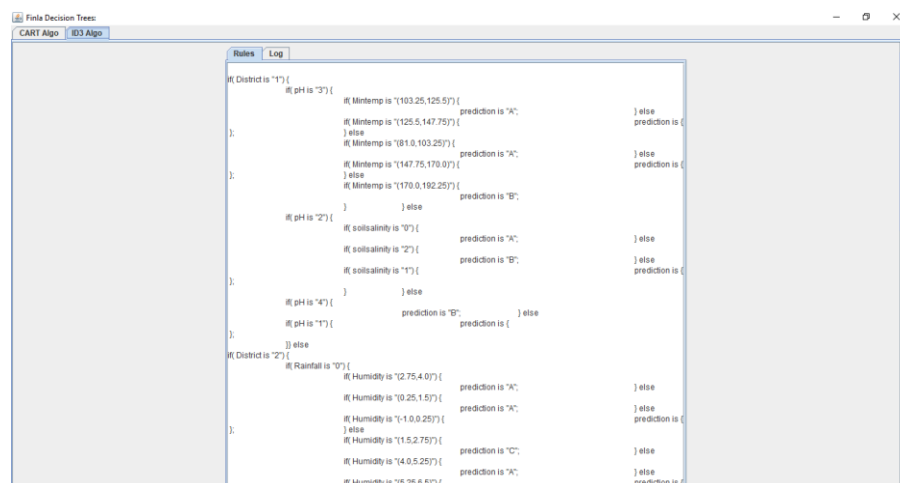 Finla Decision Trees:
CART Algo ID3 Algo
Rules Log
if( District is "1") {
if( pH is "3") {
if( Mintemp is "(103.25,125.5)") {
prediction is "A"; } else
if( Mintemp is "(125.5,147.75)") { prediction is {
}; } else
if( Mintemp is "(81.0,103.25)") {
prediction is "A"; } else
if( Mintemp is "(147.75,170.0)") { prediction is {
}; } else
if( Mintemp is "(170.0,192.25)") {
prediction is "B";
} } else
if( pH is "2") {
if( soilsalinity is "0") {
prediction is "A"; } else
if( soilsalinity is "2") {
prediction is "B"; } else
if( soilsalinity is "1") { prediction is {
};
} } else
if( pH is "4") {
prediction is "B"; } else
if( pH is "1") { prediction is {
};
}} else
if( District is "2") {
if( Rainfall is "0") {
if( Humidity is "(2.75,4.0)") {
prediction is "A"; } else
if( Humidity is "(0.25,1.5)") {
prediction is "A"; } else
if( Humidity is "(-1.0,0.25)") { prediction is {
}; } else
if( Humidity is "(1.5,2.75)") {
prediction is "C"; } else
if( Humidity is "(4.0,5.25)") {
prediction is "A"; } else
if( Humidity is "(5.25,6.5)") { prediction is {